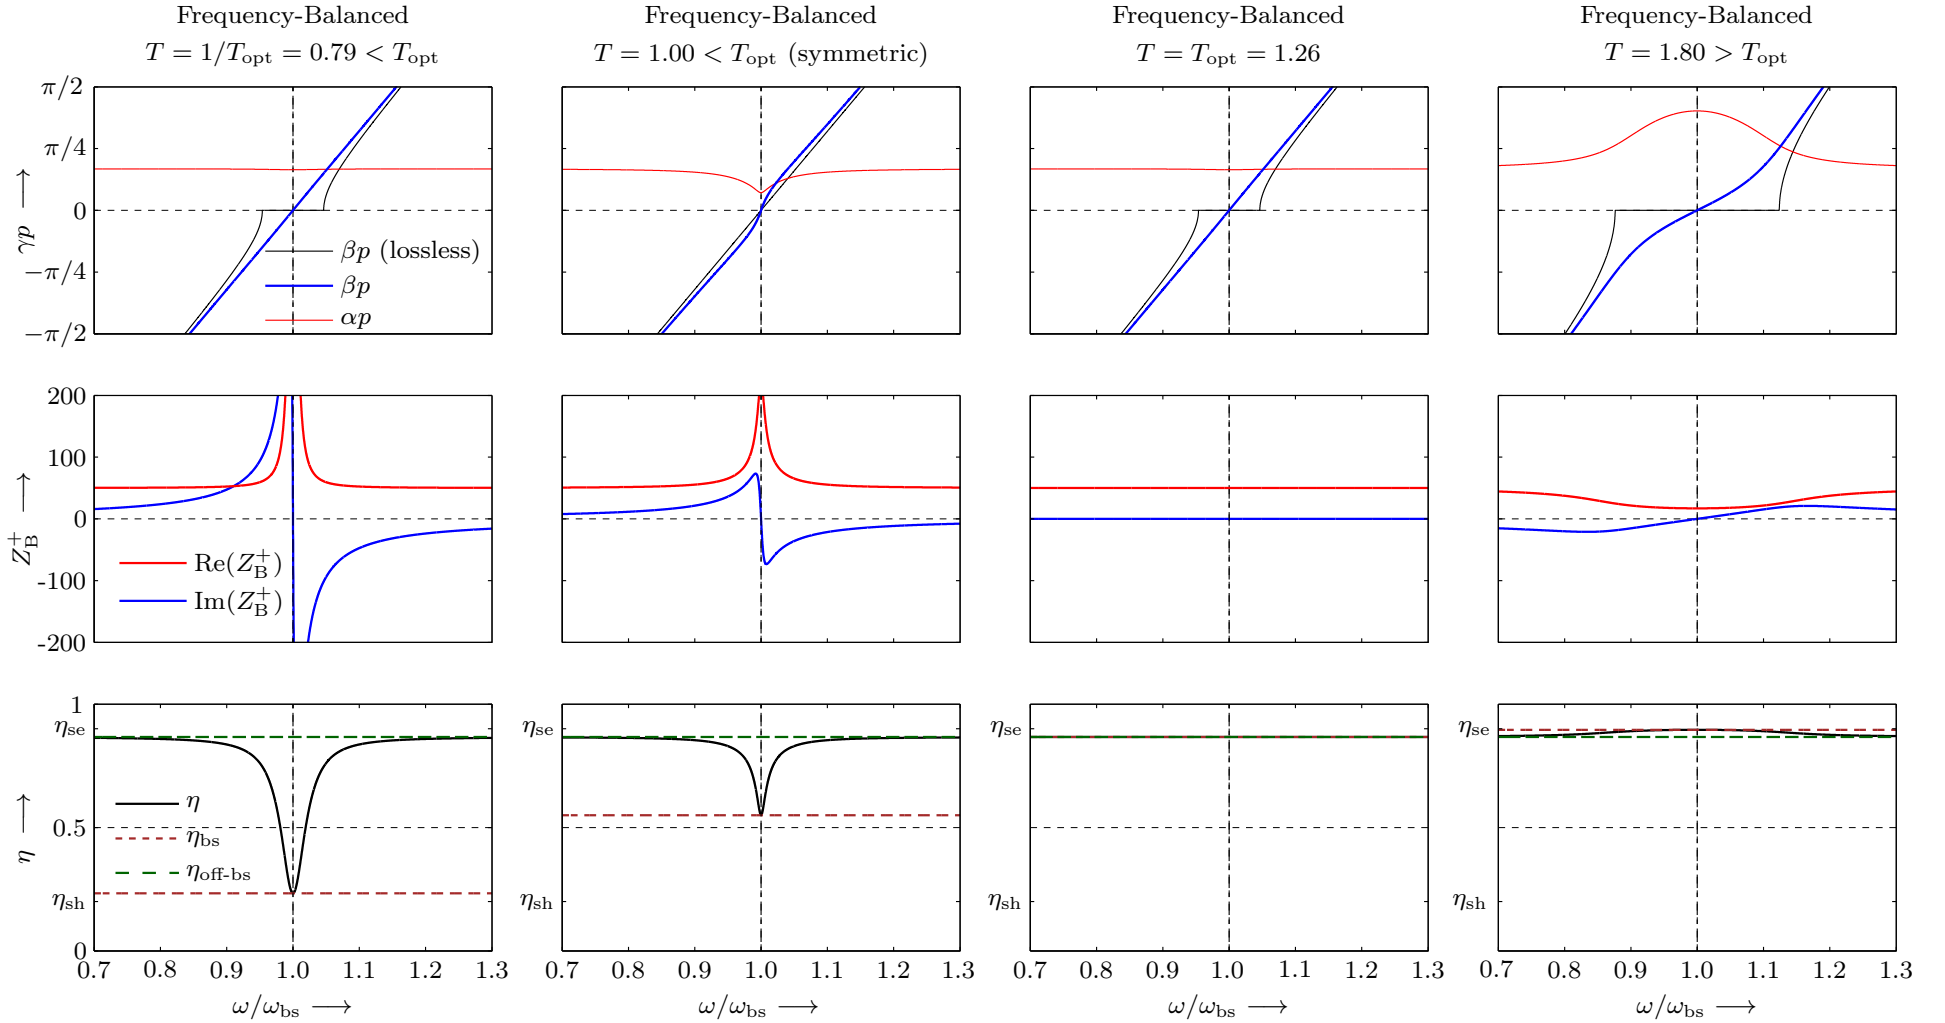 Frequency-Balanced Frequency-Balanced Frequency-Balanced Frequency-Balanced
T = 1/T_opt = 0.79 < T_opt T = 1.00 < T_opt (symmetric) T = T_opt = 1.26 T = 1.80 > T_opt
π/2
π/4
0
−π/4
−π/2
γp ⟶
βp (lossless)
βp
αp
200
100
0
-100
-200
Z_B^+ ⟶
Re(Z_B^+)
Im(Z_B^+)
1
η_se η_se η_se η_se
0.5
η_sh η_sh η_sh η_sh
0
η ⟶
η
η_bs
η_off-bs
0.7 0.8 0.9 1.0 1.1 1.2 1.3 0.7 0.8 0.9 1.0 1.1 1.2 1.3 0.7 0.8 0.9 1.0 1.1 1.2 1.3 0.7 0.8 0.9 1.0 1.1 1.2 1.3
ω/ω_bs ⟶ ω/ω_bs ⟶ ω/ω_bs ⟶ ω/ω_bs ⟶